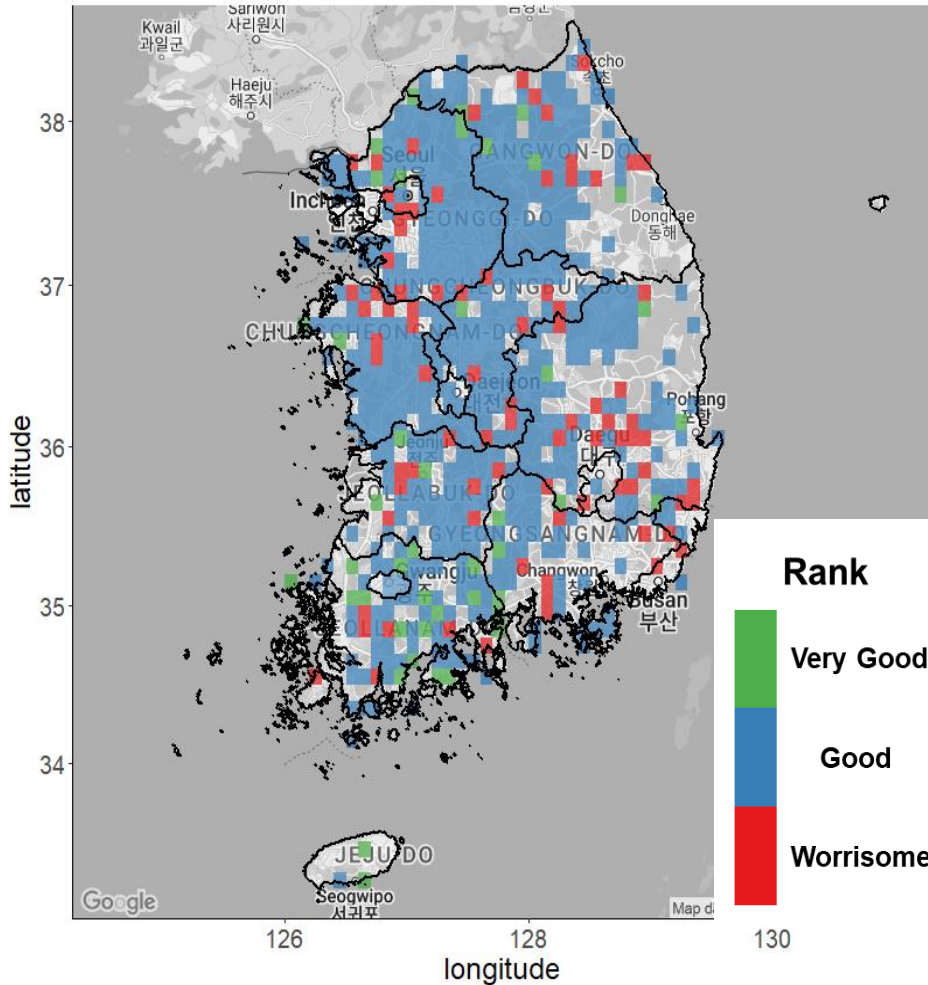 Sariwon
사리원시
Kwail
과일군
Haeju
해주시
Sokcho
속초
38
Seoul
서울
GANGWON-DO
Incheon
인천
GYEONGGI-DO
Donghae
동해
37
CHUNGCHEONGBUK-DO
CHUNGCHEONGNAM-DO
Daejeon
대전
Pohang
포항
36
Jeonju
전주
Daegu
대구
JEOLLABUK-DO
GYEONGSANGNAM-DO
Gwangju
광주
Changwon
35
Busan
부산
JEOLLANAM
34
JEJU-DO
Seogwipo
서귀포
Google
Map da
126
128
130
longitude
latitude
Rank
Very Good
Good
Worrisome